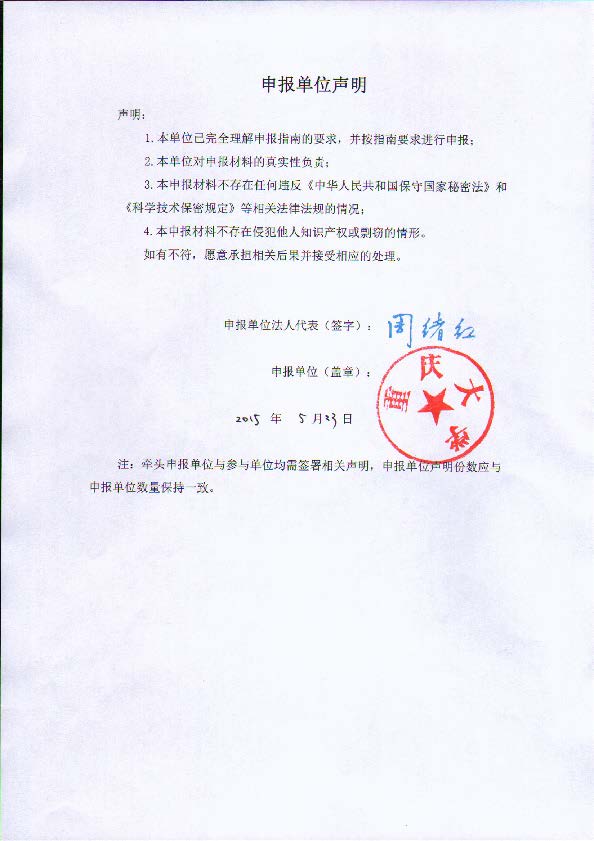 申报单位声明
声明：
1.本单位已完全理解申报指南的要求，并按指南要求进行申报；
2.本单位对申报材料的真实性负责；
3.本申报材料不存在任何违反《中华人民共和国保守国家秘密法》和
《科学技术保密规定》等相关法律法规的情况；
4.本申报材料不存在侵犯他人知识产权或剽窃的情形。
如有不符，愿意承担相关后果并接受相应的处理。
申报单位法人代表（签字）：周绪红
申报单位（盖章）：
重庆大学
2015 年 5 月 23 日
注：牵头申报单位与参与单位均需签署相关声明，申报单位声明份数应与
申报单位数量保持一致。